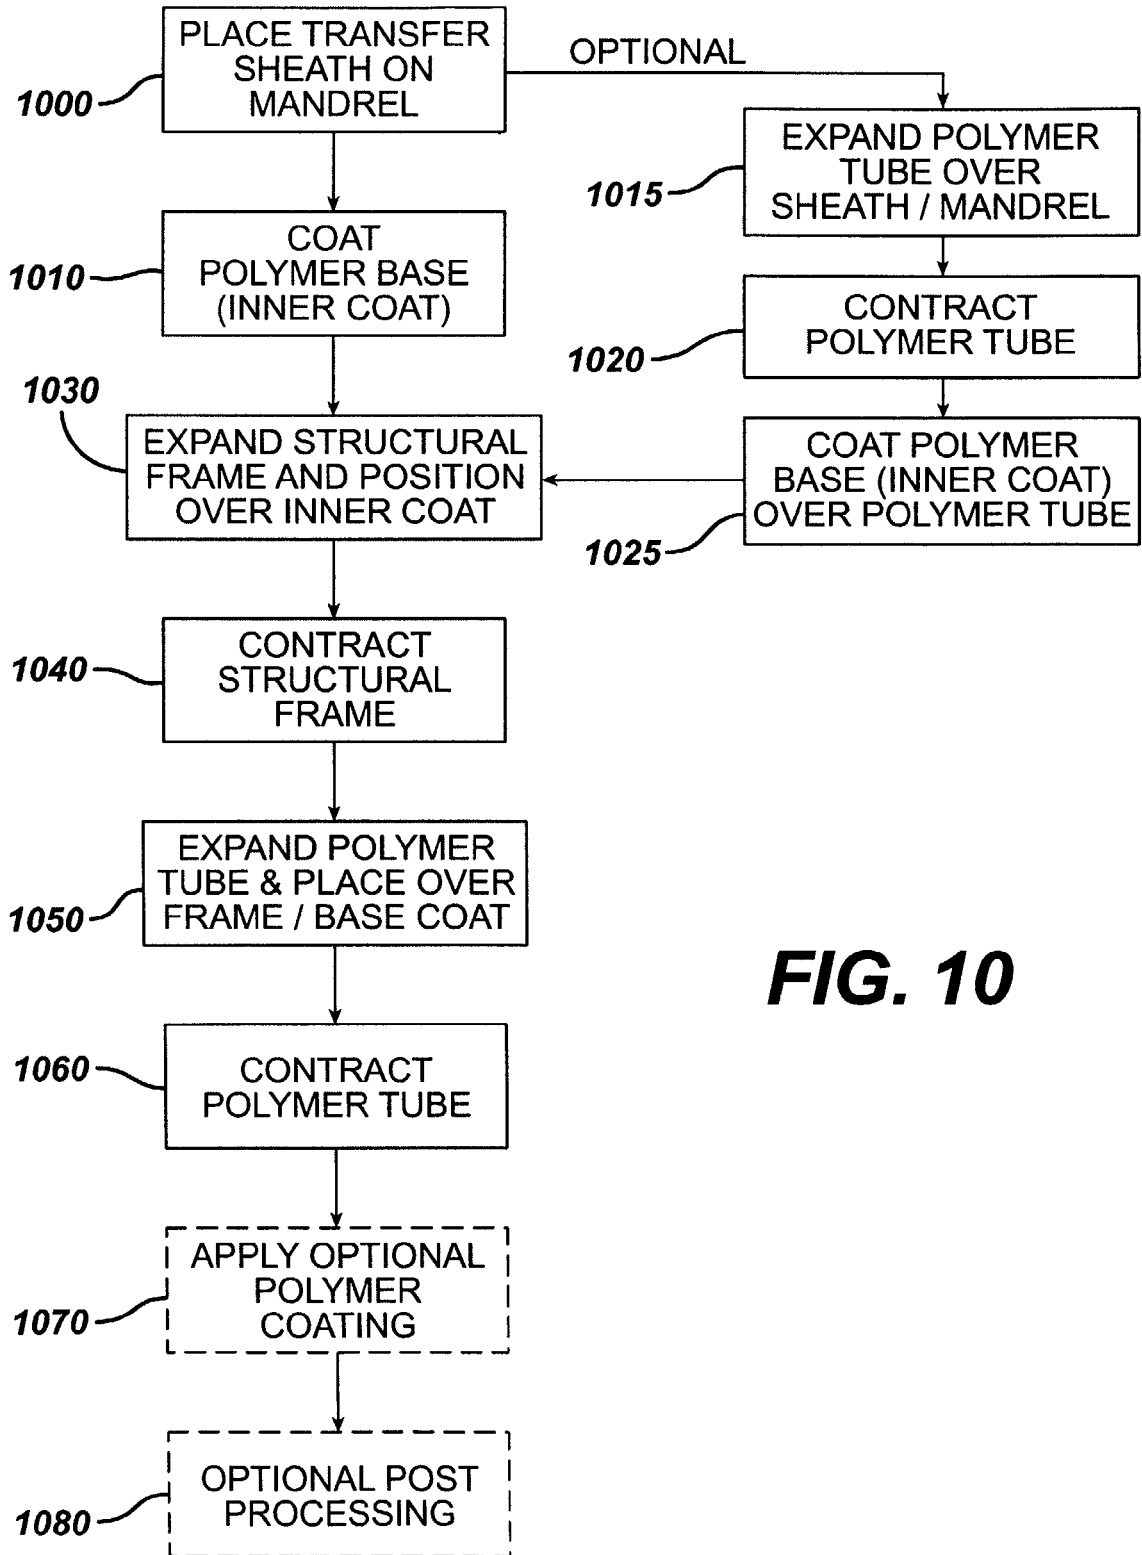 PLACE TRANSFER
SHEATH ON
MANDREL
1000
OPTIONAL
EXPAND POLYMER
TUBE OVER
SHEATH / MANDREL
1015
COAT
POLYMER BASE
(INNER COAT)
1010
CONTRACT
POLYMER TUBE
1020
1030
EXPAND STRUCTURAL
FRAME AND POSITION
OVER INNER COAT
COAT POLYMER
BASE (INNER COAT)
OVER POLYMER TUBE
1025
CONTRACT
STRUCTURAL
FRAME
1040
EXPAND POLYMER
TUBE & PLACE OVER
FRAME / BASE COAT
1050
FIG. 10
CONTRACT
POLYMER TUBE
1060
APPLY OPTIONAL
POLYMER
COATING
1070
OPTIONAL POST
PROCESSING
1080